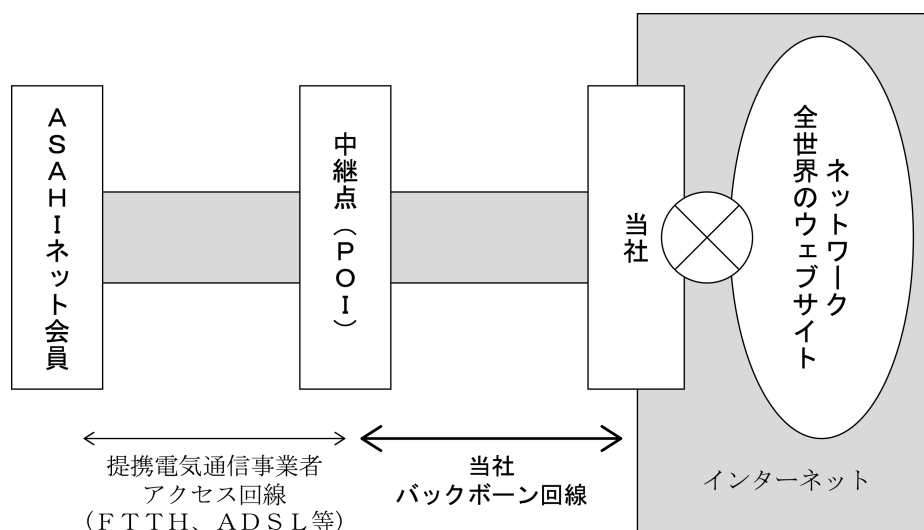 ＡＳＡＨＩネット会員
中継点（ＰＯＩ）
当社
ネットワーク
全世界のウェブサイト
提携電気通信事業者
アクセス回線
（ＦＴＴＨ、ＡＤＳＬ等）
当社
バックボーン回線
インターネット